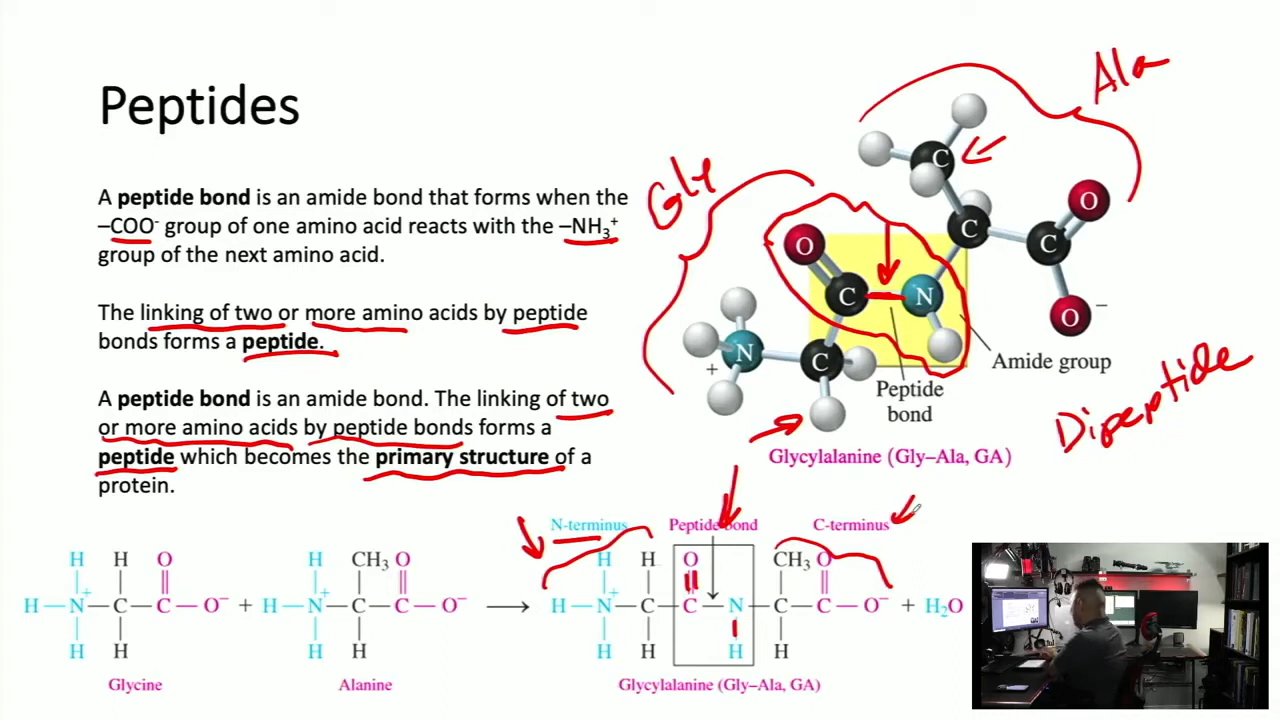 Peptides
A peptide bond is an amide bond that forms when the
–COO⁻ group of one amino acid reacts with the –NH₃⁺
group of the next amino acid.
The linking of two or more amino acids by peptide
bonds forms a peptide.
A peptide bond is an amide bond. The linking of two
or more amino acids by peptide bonds forms a
peptide which becomes the primary structure of a
protein.
Ala
Gly
C
O
C
C
O
O
C
N
O
–
N
C
+
Amide group
Peptide
bond
Dipeptide
Glycylalanine (Gly–Ala, GA)
N-terminus
Peptide bond
C-terminus
H H O H CH₃ O H H O CH₃ O
H–N⁺–C–C–O⁻ + H–N⁺–C–C–O⁻ → H–N⁺–C–C–N–C–C–O⁻ + H₂O
H H H H H H H H
Glycine
Alanine
Glycylalanine (Gly–Ala, GA)